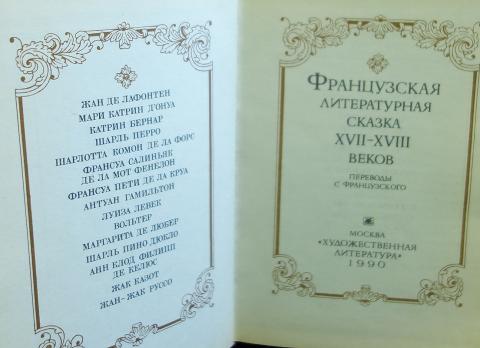 ЖАН ДЕ ЛАФОНТЕН
МАРИ КАТРИН Д'ОНУА
КАТРИН БЕРНАР
ШАРЛЬ ПЕРРО
ШАРЛОТТА КОМОН ДЕ ЛА ФОРС
ФРАНСУА САЛИНЬЯК
ДЕ ЛА МОТ ФЕНЕЛОН
ФРАНСУА ПЕТИ ДЕ ЛА КРУА
АНТУАН ГАМИЛЬТОН
ЛУИЗА ЛЕВЕК
ВОЛЬТЕР
МАРГАРИТА ДЕ ЛЮБЕР
ШАРЛЬ ПИНО ДЮКЛО
АНН КЛОД ФИЛИПП
ДЕ КЕЛЮС
ЖАК КАЗОТ
ЖАН-ЖАК РУССО
ФРАНЦУЗСКАЯ
ЛИТЕРАТУРНАЯ
СКАЗКА
XVII-XVIII
ВЕКОВ
ПЕРЕВОДЫ
С ФРАНЦУЗСКОГО
МОСКВА
«ХУДОЖЕСТВЕННАЯ
ЛИТЕРАТУРА»
1990